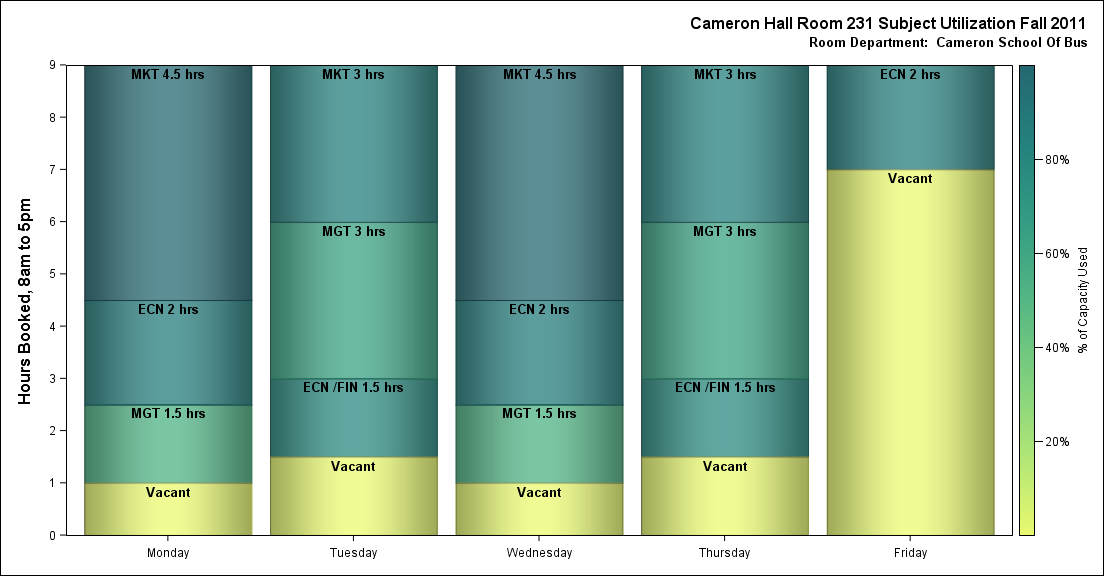 Cameron Hall Room 231 Subject Utilization Fall 2011
Room Department:  Cameron School Of Bus
Hours Booked, 8am to 5pm
9
8
7
6
5
4
3
2
1
0
MKT 4.5 hrs
ECN 2 hrs
MGT 1.5 hrs
Vacant
MKT 3 hrs
MGT 3 hrs
ECN /FIN 1.5 hrs
Vacant
MKT 4.5 hrs
ECN 2 hrs
MGT 1.5 hrs
Vacant
MKT 3 hrs
MGT 3 hrs
ECN /FIN 1.5 hrs
Vacant
ECN 2 hrs
Vacant
Monday Tuesday Wednesday Thursday Friday
80%
60%
40%
20%
% of Capacity Used